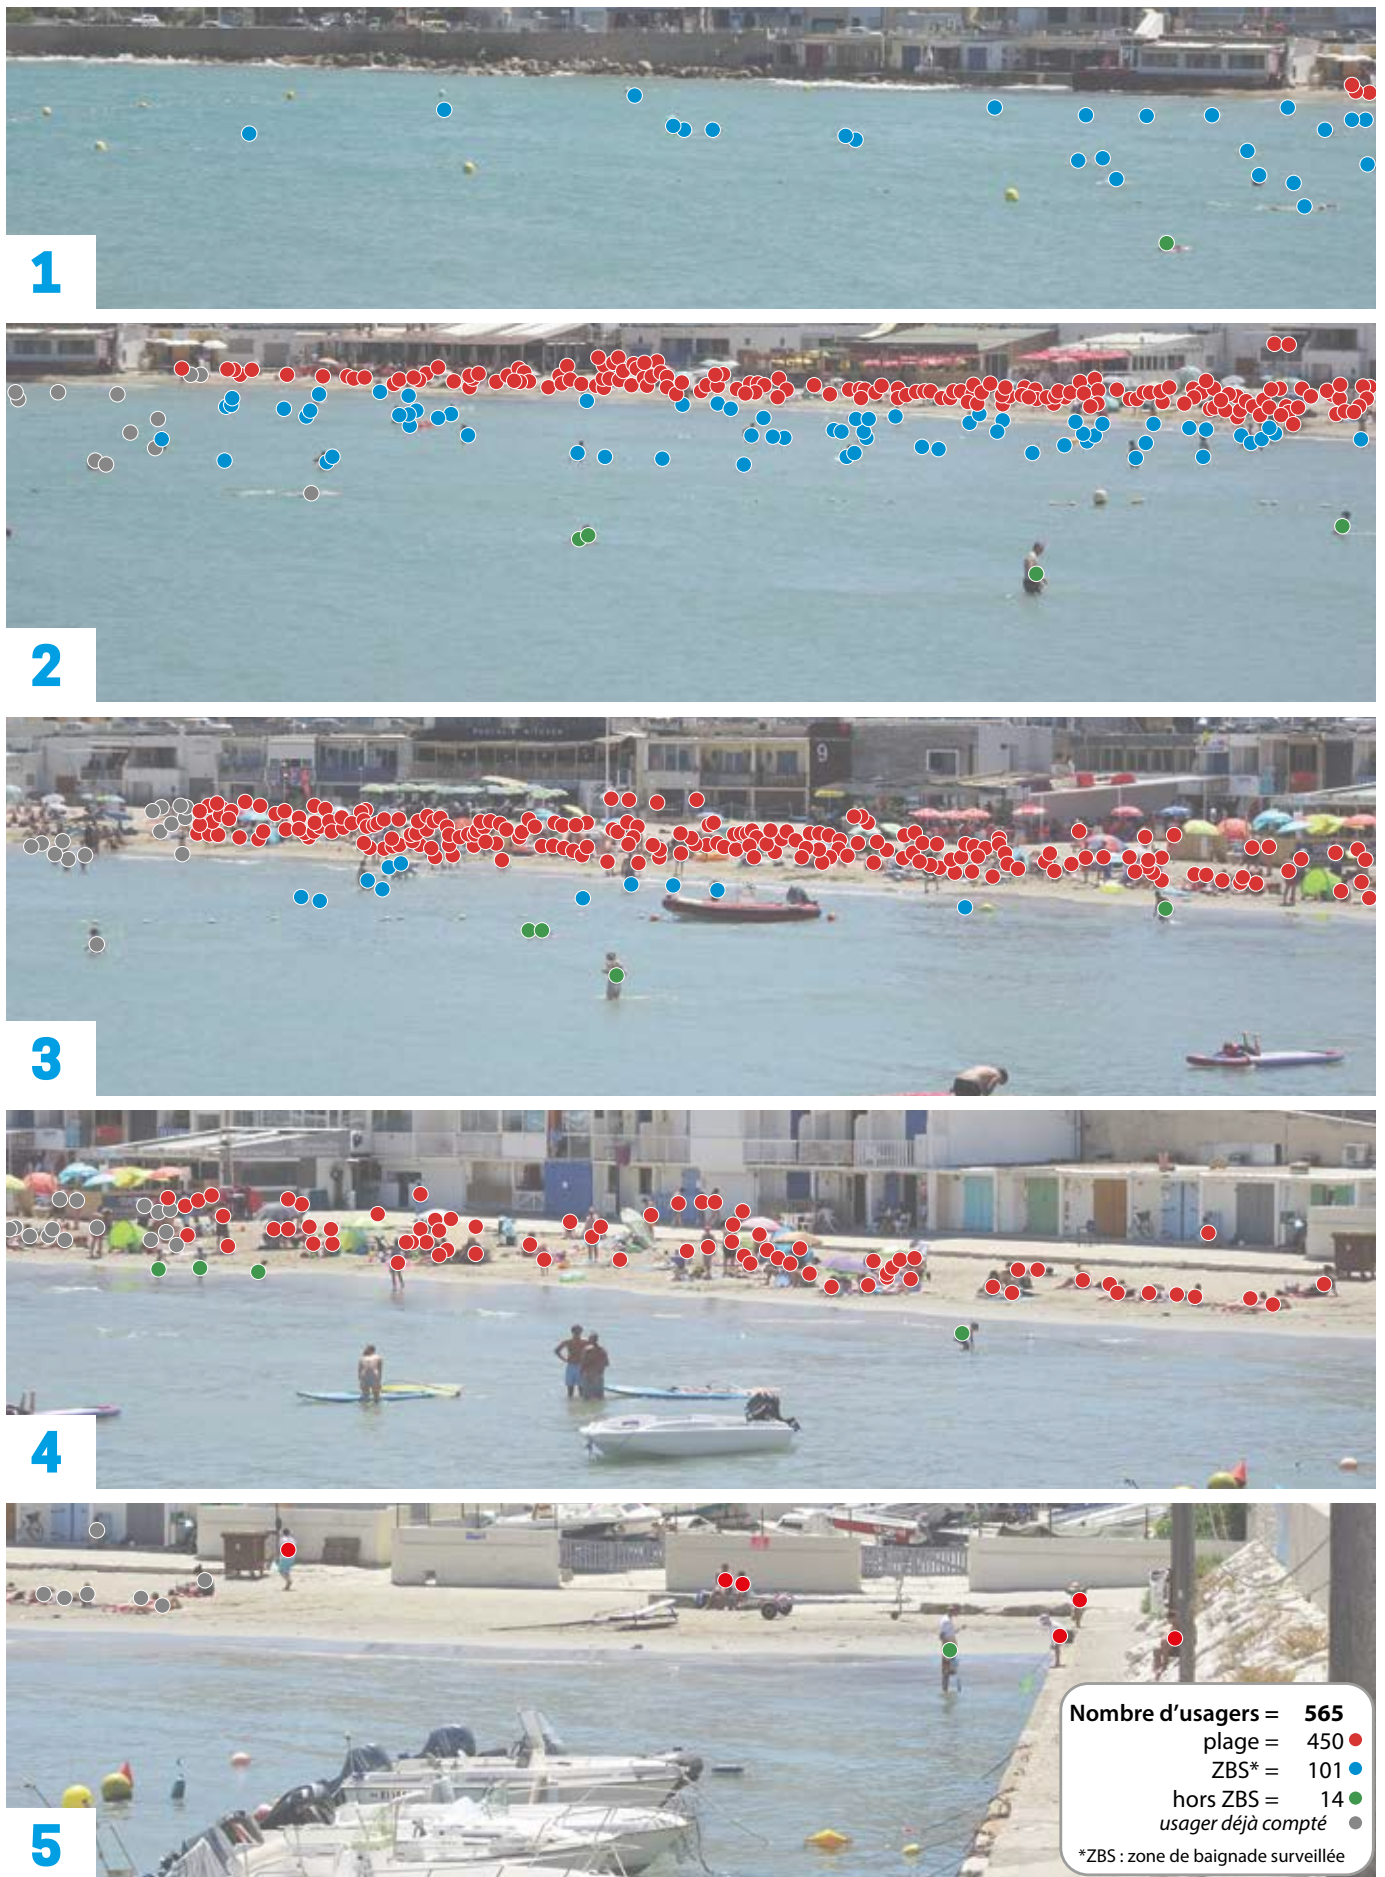 1
2
9
3
4
5
Nombre d'usagers = 565
plage = 450
ZBS* = 101
hors ZBS = 14
usager déjà compté
*ZBS : zone de baignade surveillée